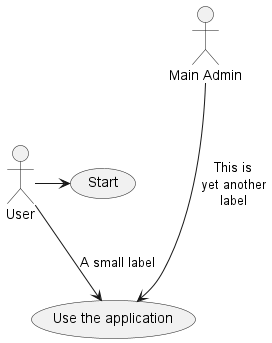 Main Admin
This is
yet another
label
Start
User
A small label
Use the application